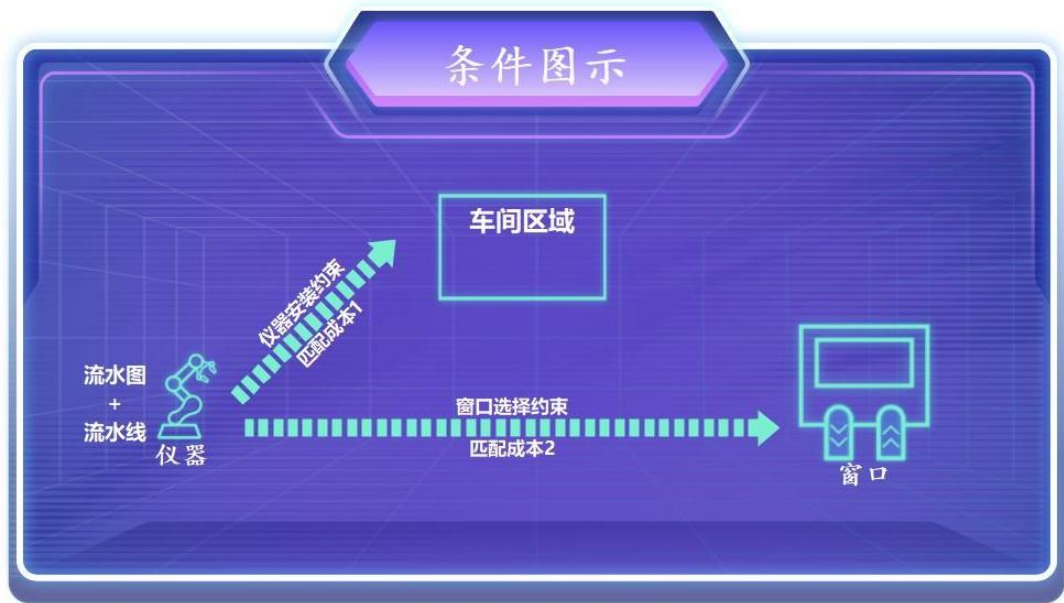 条件图示
车间区域
仪器安装约束
匹配成本1
流水图
+
流水线
仪器
窗口选择约束
匹配成本2
窗口